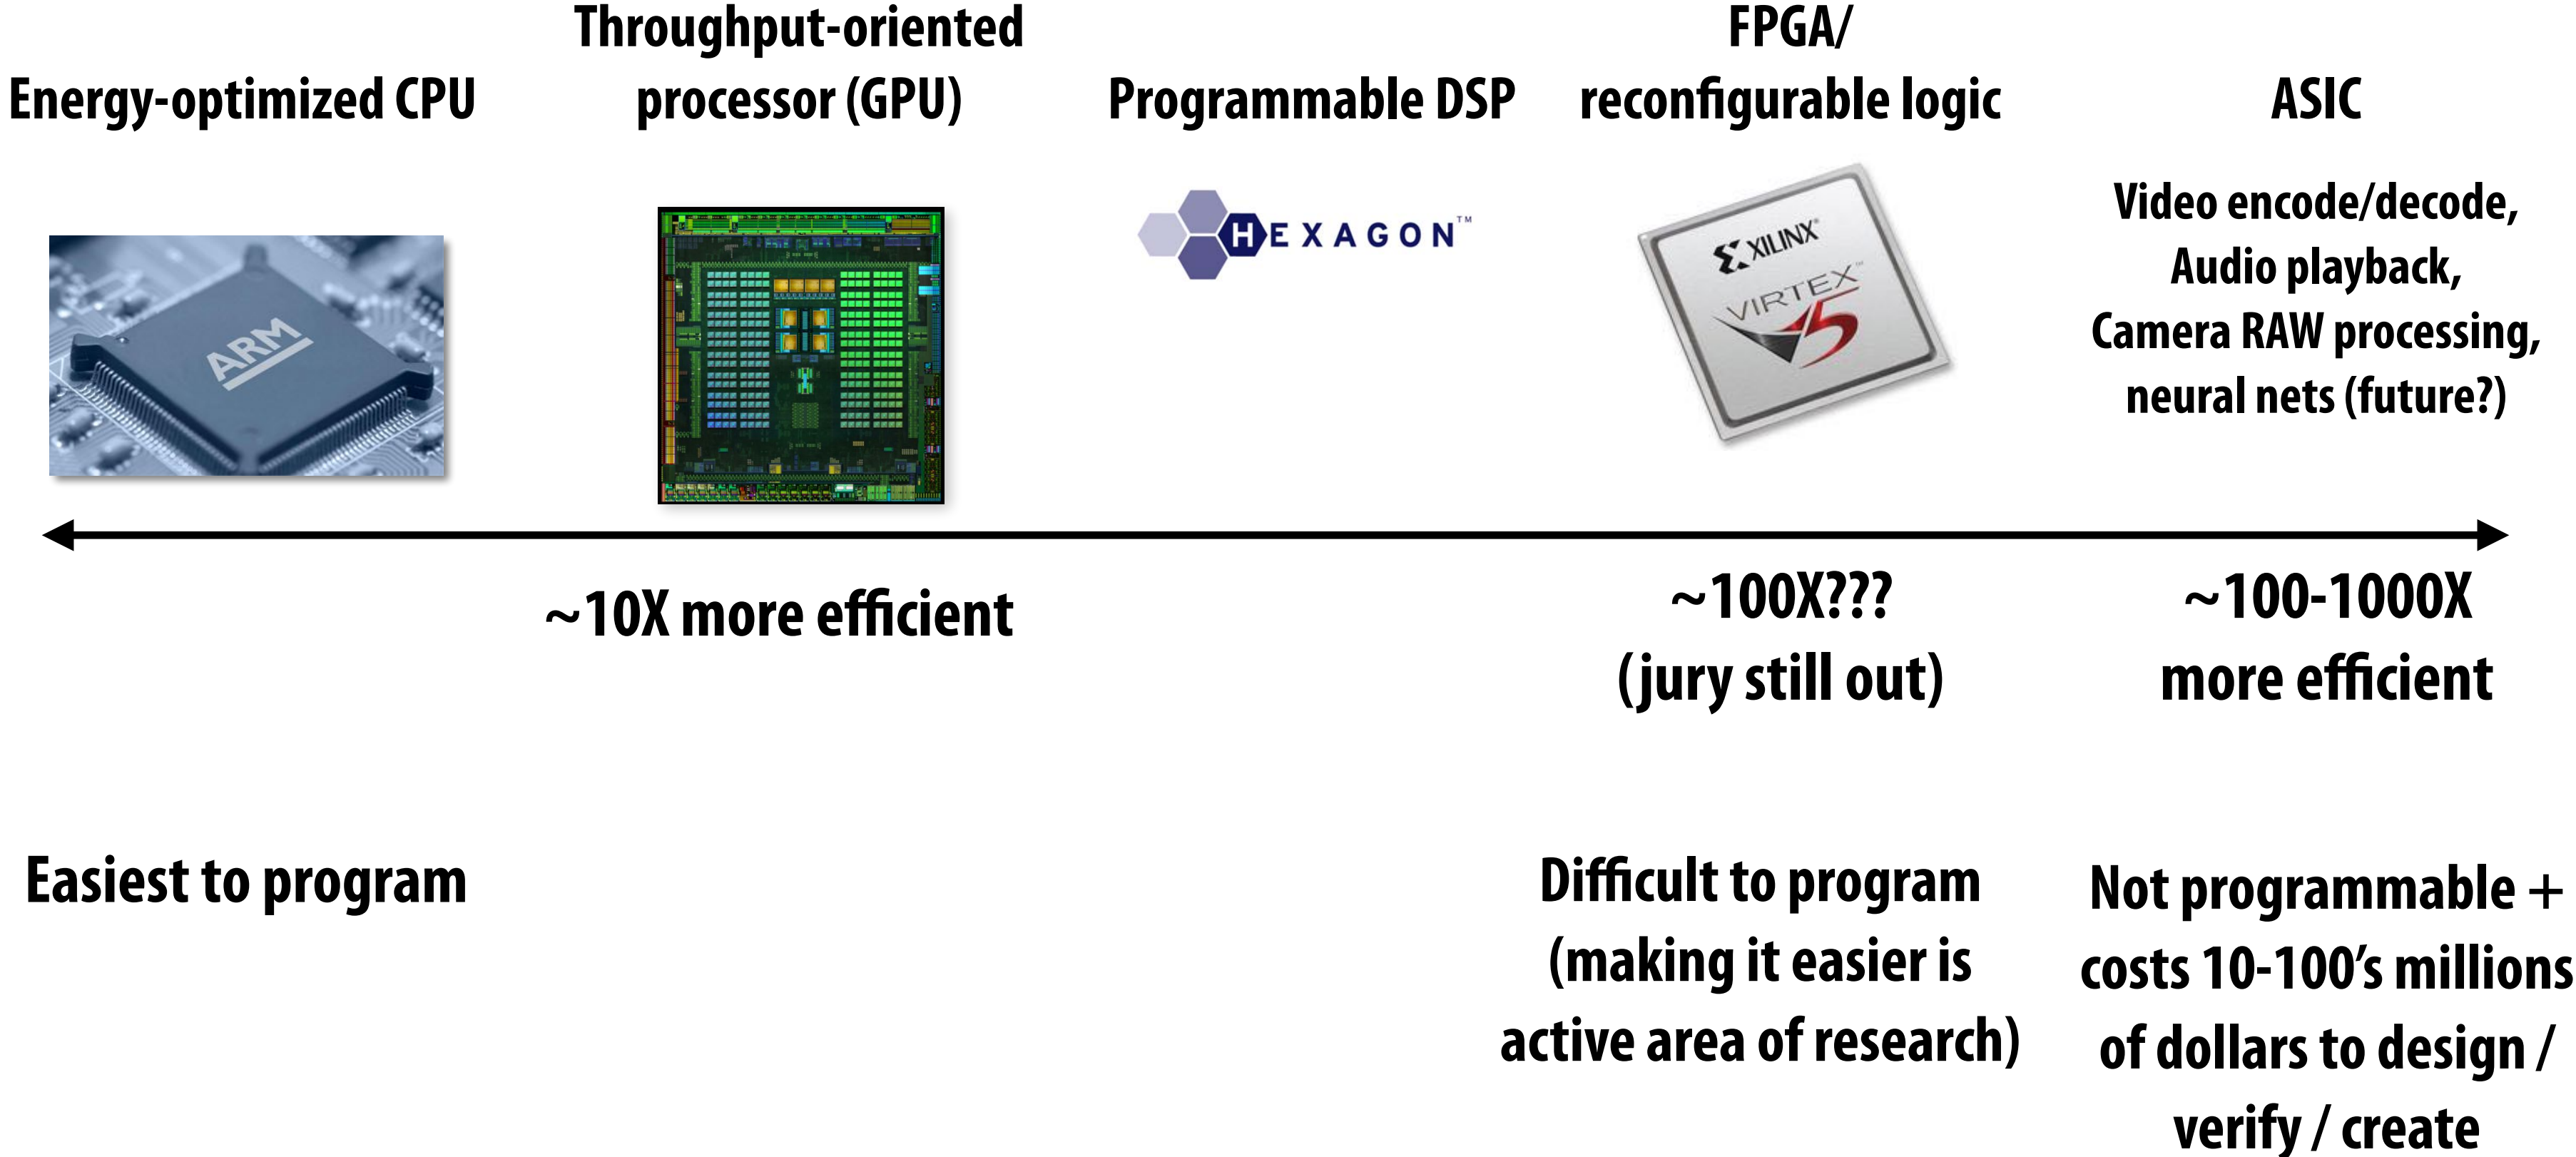 Energy-optimized CPU
Throughput-oriented
processor (GPU)
Programmable DSP
FPGA/
reconfigurable logic
ASIC
ARM
HEXAGON™
XILINX®
VIRTEX™
5
Video encode/decode,
Audio playback,
Camera RAW processing,
neural nets (future?)
~10X more efficient
~100X???
(jury still out)
~100-1000X
more efficient
Easiest to program
Difficult to program
(making it easier is
active area of research)
Not programmable +
costs 10-100’s millions
of dollars to design /
verify / create